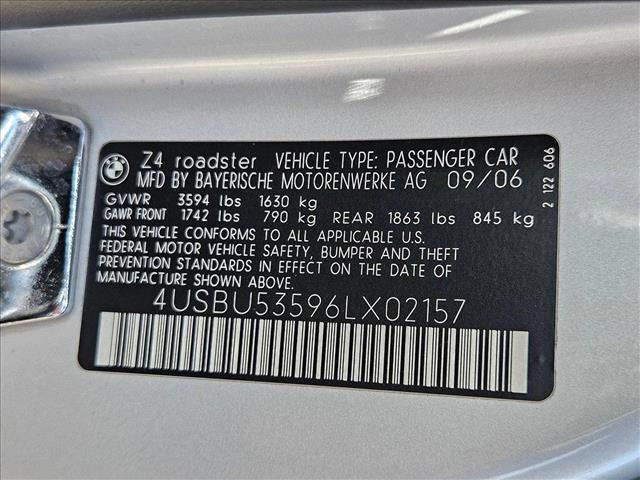 BMW
Z4 roadster VEHICLE TYPE: PASSENGER CAR
MFD BY BAYERISCHE MOTORENWERKE AG 09/06
GVWR 3594 lbs 1630 kg
GAWR FRONT 1742 lbs 790 kg REAR 1863 lbs 845 kg
THIS VEHICLE CONFORMS TO ALL APPLICABLE U.S.
FEDERAL MOTOR VEHICLE SAFETY, BUMPER AND THEFT
PREVENTION STANDARDS IN EFFECT ON THE DATE OF
MANUFACTURE SHOWN ABOVE.
4USBU53596LX02157
2 122 606